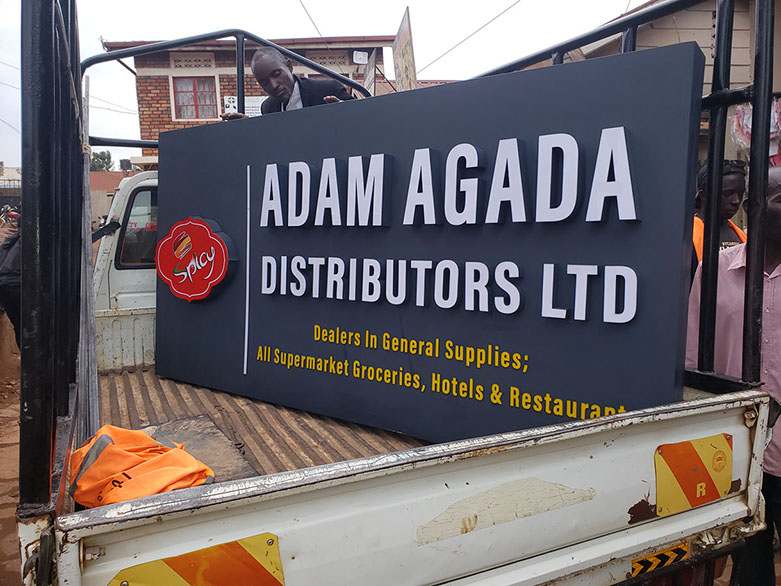 Spicy
ADAM AGADA
DISTRIBUTORS LTD
Dealers In General Supplies;
All Supermarket Groceries, Hotels & Restaurant
R